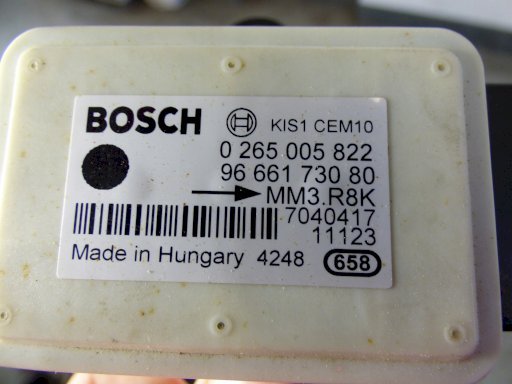 BOSCH KIS1 CEM10
0 265 005 822
96 661 730 80
MM3.R8K
7040417
11123
Made in Hungary 4248 658